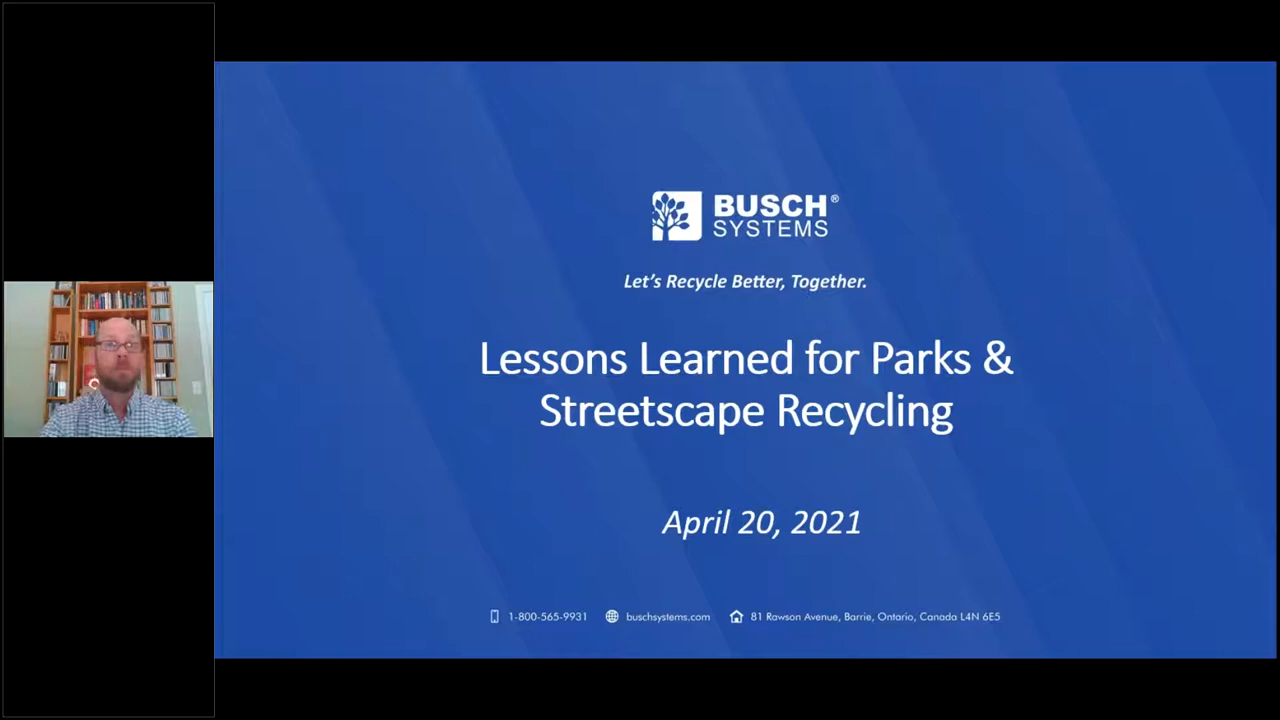 BUSCH®
SYSTEMS
Let's Recycle Better, Together.
Lessons Learned for Parks &
Streetscape Recycling
April 20, 2021
1-800-565-9931 buschsystems.com 81 Rawson Avenue, Barrie, Ontario, Canada L4N 6E5